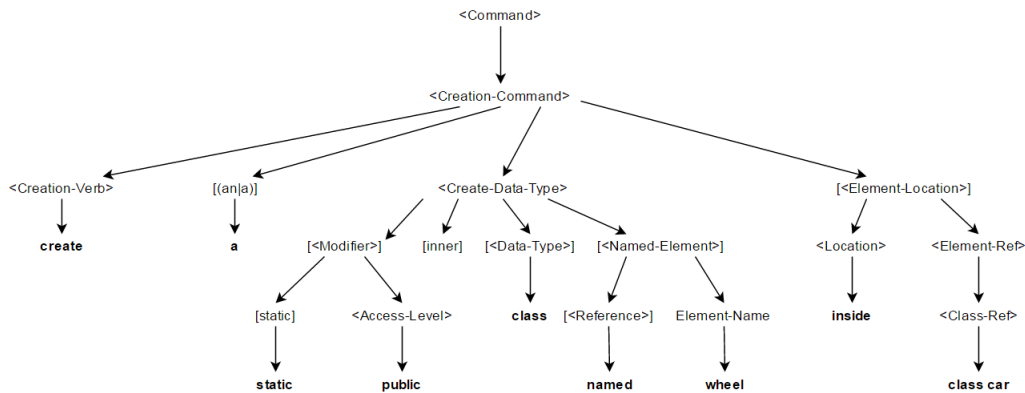 <Command>
<Creation-Command>
<Creation-Verb> [(an|a)] <Create-Data-Type> [<Element-Location>]
create a [<Modifier>] [inner] [<Data-Type>] [<Named-Element>] <Location> <Element-Ref>
[static] <Access-Level> class [<Reference>] Element-Name inside <Class-Ref>
static public named wheel class car